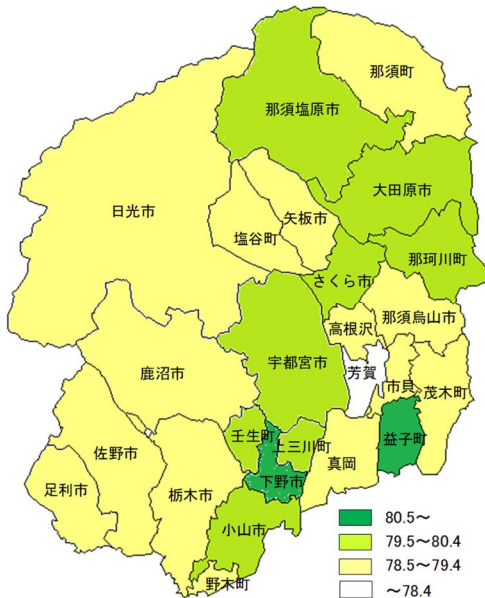 那須町
那須塩原市
大田原市
日光市
矢板市
塩谷町
那珂川町
さくら市
那須烏山市
高根沢
宇都宮市
鹿沼市
芳賀
市貝
茂木町
壬生町
上三川町
益子町
佐野市
真岡
下野市
足利市
栃木市
小山市
野木町
80.5～
79.5～80.4
78.5～79.4
～78.4